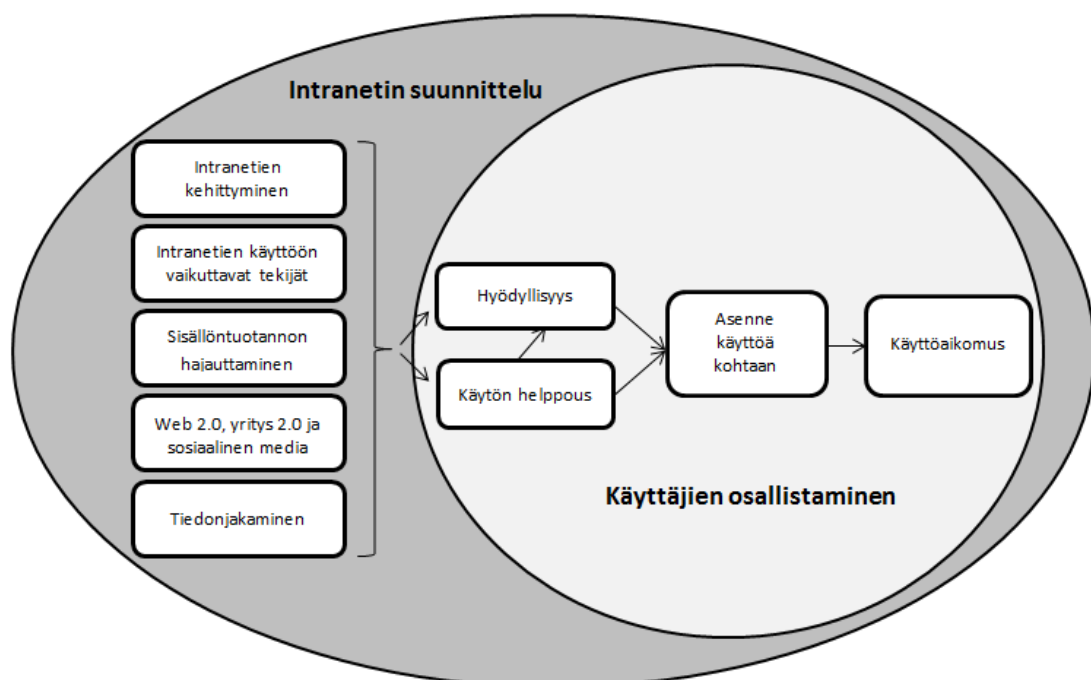 Intranetin suunnittelu
Intranetien
kehittyminen
Intranetien käyttöön
vaikuttavat tekijät
Sisällöntuotannon
hajauttaminen
Web 2.0, yritys 2.0 ja
sosiaalinen media
Tiedonjakaminen
Hyödyllisyys
Käytön helppous
Asenne
käyttöä
kohtaan
Käyttöaikomus
Käyttäjien osallistaminen